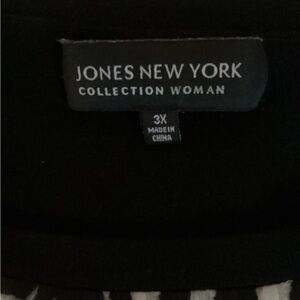 JONES NEW YORK
COLLECTION WOMAN
3X
MADE IN
CHINA